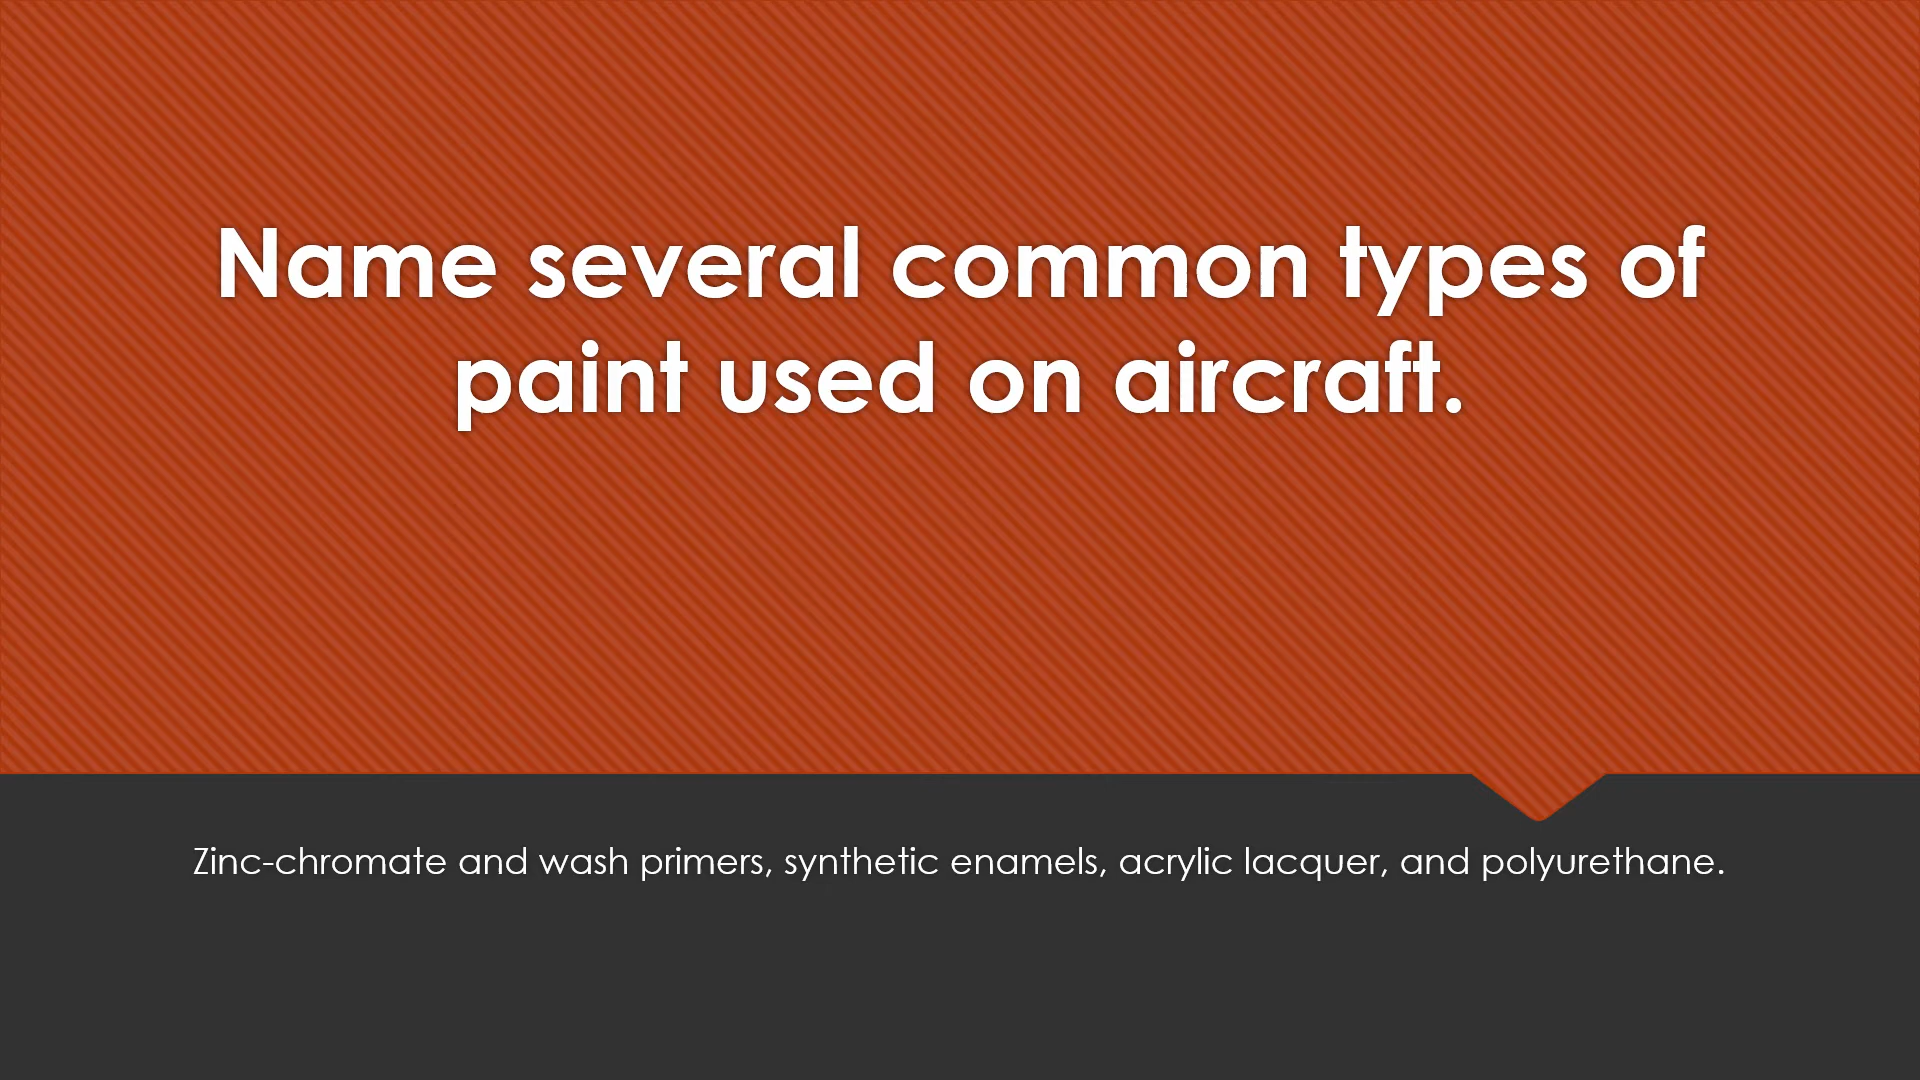 Name several common types of
paint used on aircraft.
Zinc-chromate and wash primers, synthetic enamels, acrylic lacquer, and polyurethane.